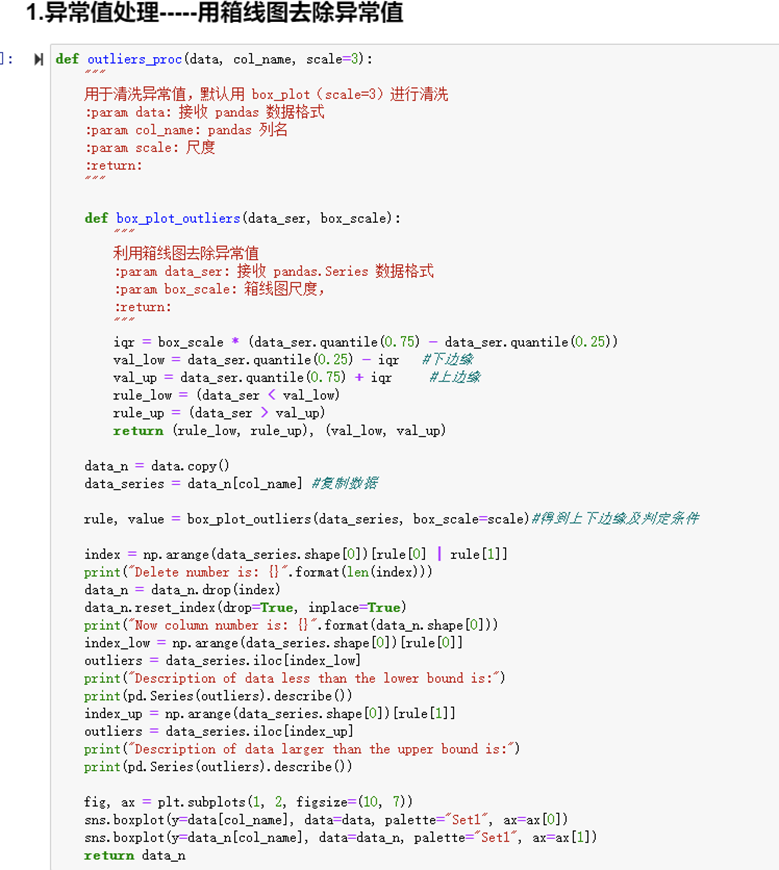 1.异常值处理-----用箱线图去除异常值
]:
def outliers_proc(data, col_name, scale=3):
"""
用于清洗异常值，默认用 box_plot（scale=3）进行清洗
:param data: 接收 pandas 数据格式
:param col_name: pandas 列名
:param scale: 尺度
:return:
"""
def box_plot_outliers(data_ser, box_scale):
"""
利用箱线图去除异常值
:param data_ser: 接收 pandas.Series 数据格式
:param box_scale: 箱线图尺度，
:return:
"""
iqr = box_scale * (data_ser.quantile(0.75) - data_ser.quantile(0.25))
val_low = data_ser.quantile(0.25) - iqr #下边缘
val_up = data_ser.quantile(0.75) + iqr #上边缘
rule_low = (data_ser < val_low)
rule_up = (data_ser > val_up)
return (rule_low, rule_up), (val_low, val_up)
data_n = data.copy()
data_series = data_n[col_name] #复制数据
rule, value = box_plot_outliers(data_series, box_scale=scale)#得到上下边缘及判定条件
index = np.arange(data_series.shape[0])[rule[0] | rule[1]]
print("Delete number is: {}".format(len(index)))
data_n = data_n.drop(index)
data_n.reset_index(drop=True, inplace=True)
print("Now column number is: {}".format(data_n.shape[0]))
index_low = np.arange(data_series.shape[0])[rule[0]]
outliers = data_series.iloc[index_low]
print("Description of data less than the lower bound is:")
print(pd.Series(outliers).describe())
index_up = np.arange(data_series.shape[0])[rule[1]]
outliers = data_series.iloc[index_up]
print("Description of data larger than the upper bound is:")
print(pd.Series(outliers).describe())
fig, ax = plt.subplots(1, 2, figsize=(10, 7))
sns.boxplot(y=data[col_name], data=data, palette="Set1", ax=ax[0])
sns.boxplot(y=data_n[col_name], data=data_n, palette="Set1", ax=ax[1])
return data_n